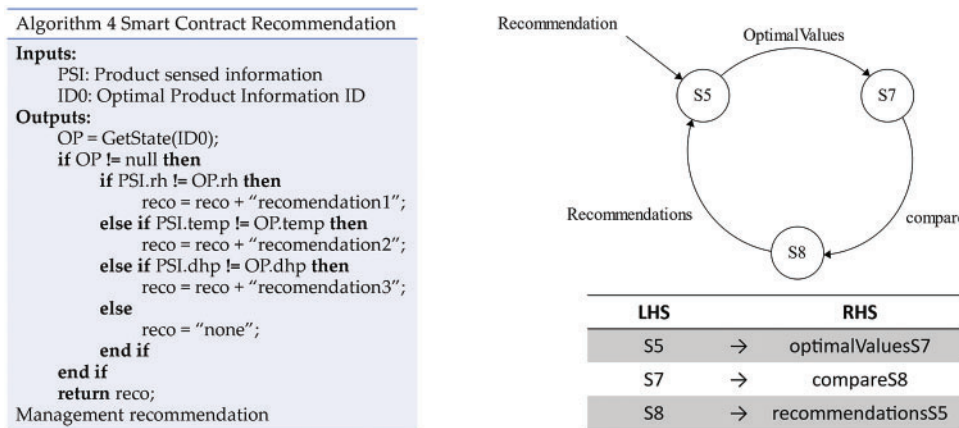 Algorithm 4 Smart Contract Recommendation
Inputs:
PSI: Product sensed information
ID0: Optimal Product Information ID
Outputs:
OP = GetState(ID0);
if OP != null then
if PSI.rh != OP.rh then
reco = reco + “recomendation1”;
else if PSI.temp != OP.temp then
reco = reco + “recomendation2”;
else if PSI.dhp != OP.dhp then
reco = reco + “recomendation3”;
else
reco = “none”;
end if
end if
return reco;
Management recommendation
Recommendation
OptimalValues
S5
S7
Recommendations
compare
S8
LHS RHS
S5 → optimalValuesS7
S7 → compareS8
S8 → recommendationsS5